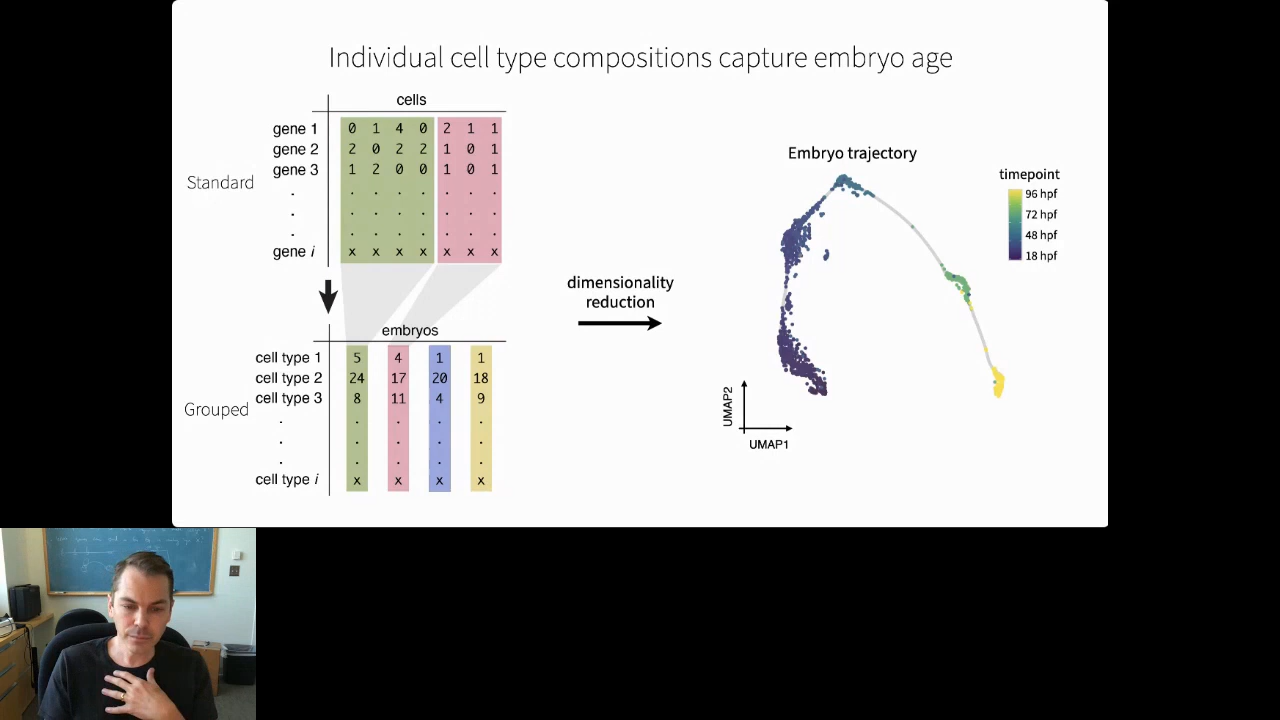 Individual cell type compositions capture embryo age
cells
gene 1 0 1 4 0 2 1 1
gene 2 2 0 2 2 1 0 1
gene 3 1 2 0 0 1 0 1
Standard
. . . . . . . .
. . . . . . . .
. . . . . . . .
gene i x x x x x x x
embryos
cell type 1 5 4 1 1
cell type 2 24 17 20 18
cell type 3 8 11 4 9
Grouped
. . . . .
. . . . .
. . . . .
cell type i x x x x
dimensionality
reduction
Embryo trajectory
timepoint
96 hpf
72 hpf
48 hpf
18 hpf
UMAP2
UMAP1